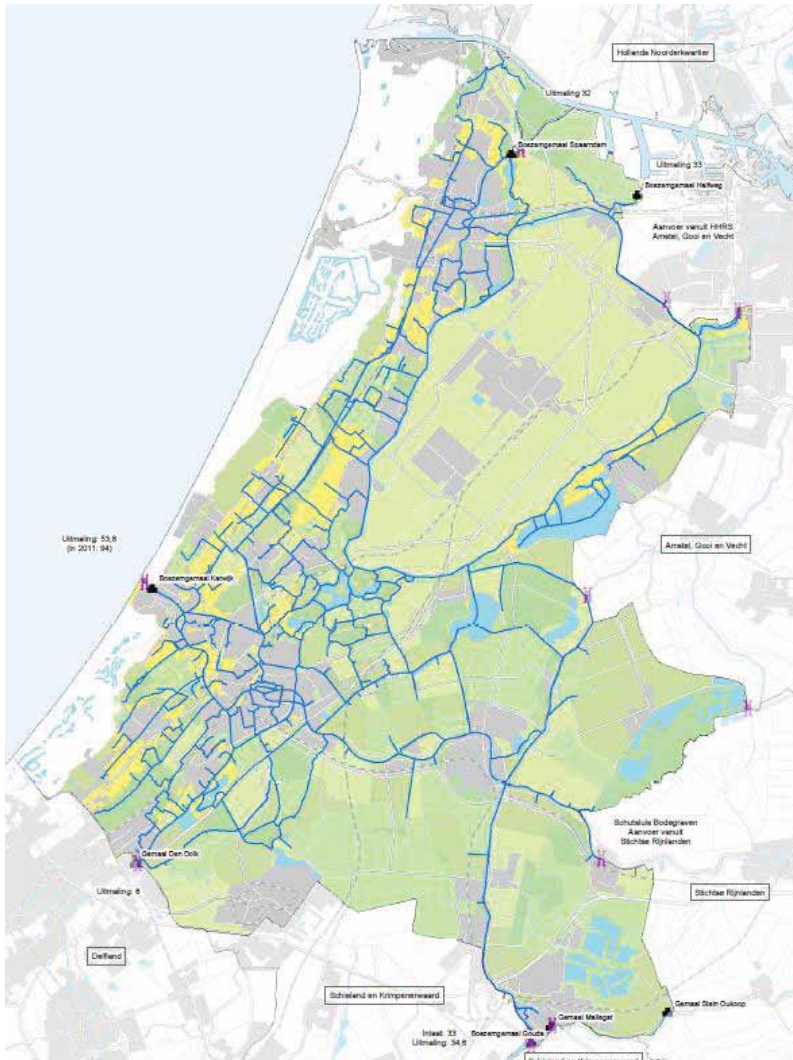 Hollands Noorderkwartier
Uitmaling 32
Boezemgemaal Spaarndam
Uitmaling 33
Boezemgemaal Halfweg
Aanvoer vanuit HHRS
Amstel, Gooi en Vecht
Uitmaling: 53,8
(in 2011: 94)
Amstel, Gooi en Vecht
Boezemgemaal Katwijk
Schutsluis Bodegraven
Aanvoer vanuit
Stichtse Rijnlanden
Gemaal Den Dolk
Uitmaling: 6
Stichtse Rijnlanden
Delfland
Schieland en Krimpenerwaard
Gemaal Stein Oukoop
Gemaal Mallegat
Inlaat: 33
Boezemgemaal Gouda
Uitmaling: 34,6